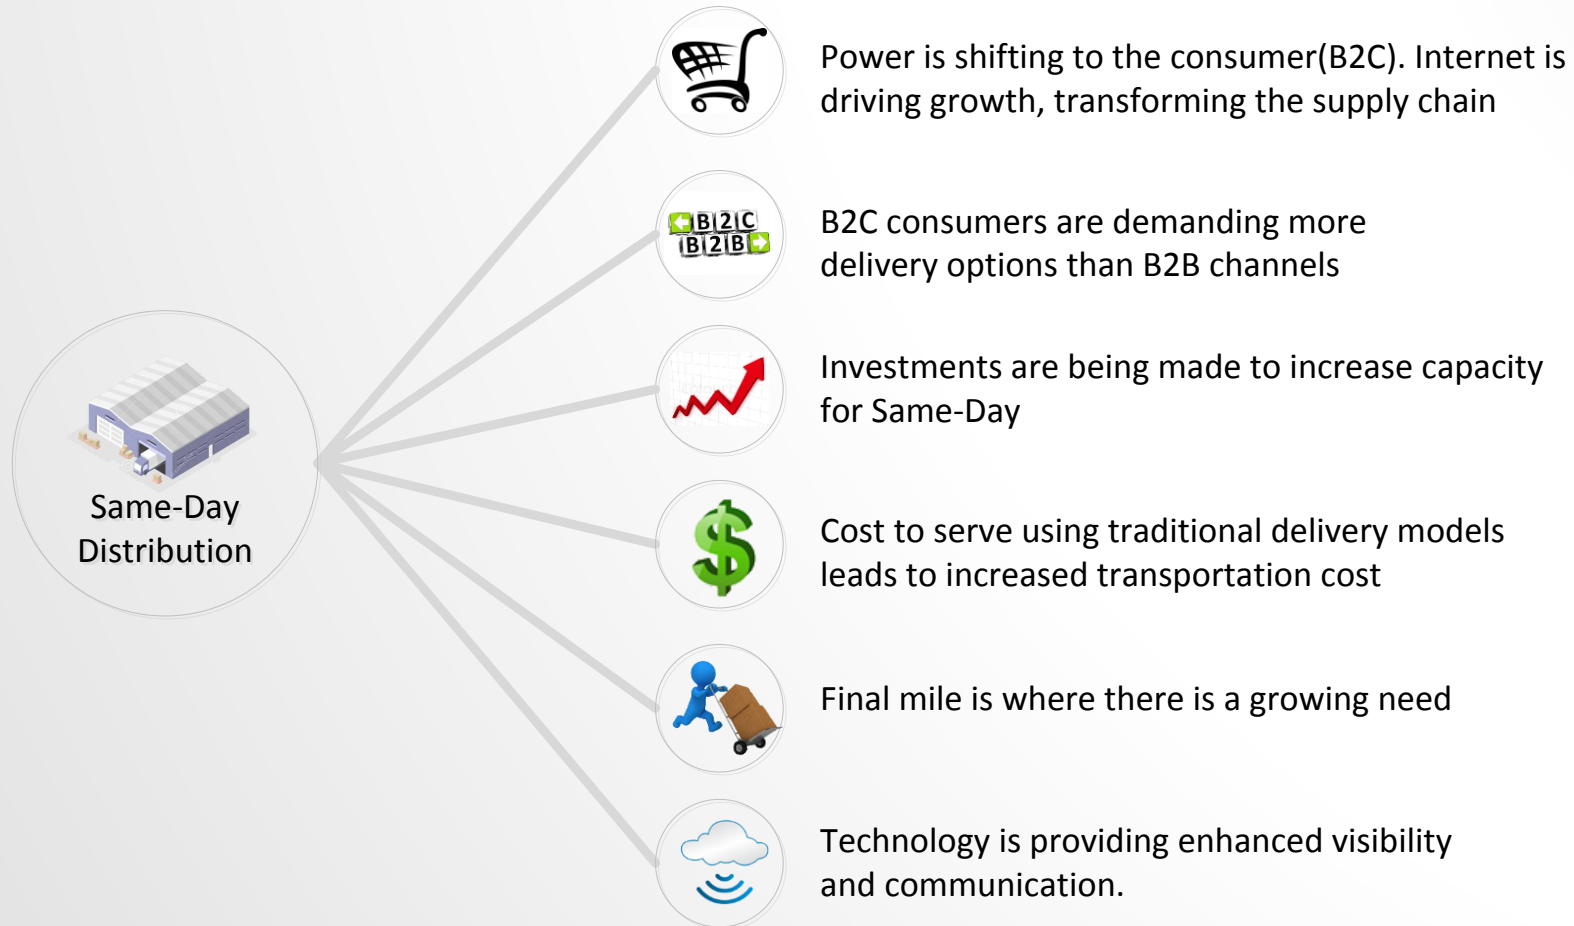 Power is shifting to the consumer(B2C). Internet is
driving growth, transforming the supply chain
B2C
B2B
B2C consumers are demanding more
delivery options than B2B channels
Investments are being made to increase capacity
for Same-Day
Same-Day
Distribution
Cost to serve using traditional delivery models
leads to increased transportation cost
Final mile is where there is a growing need
Technology is providing enhanced visibility
and communication.